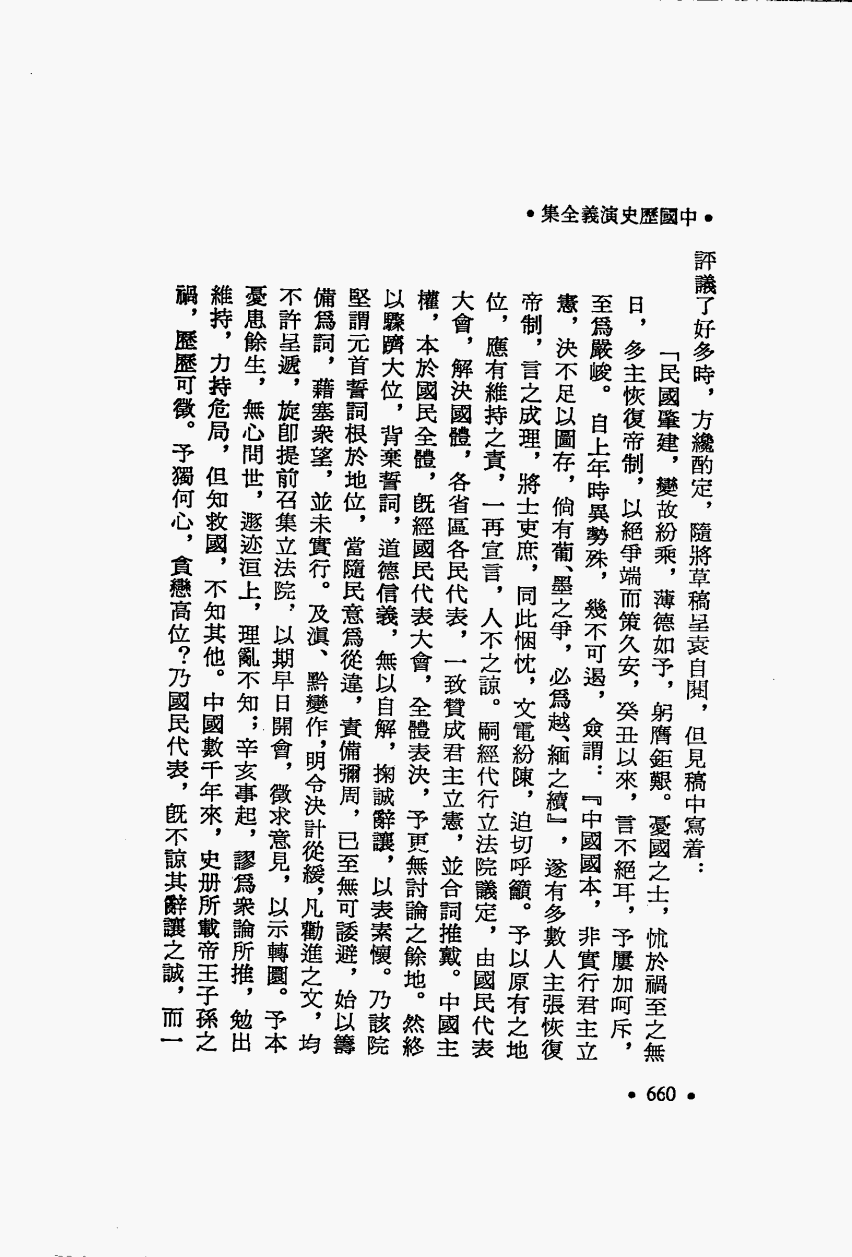 •中國歷史演義全集•
評議了好多時，方纔酌定，隨將草稿呈袁自閱，但見稿中寫着：
「民國肇建，變故紛乘，薄德如予，躬膺鉅艱。憂國之士，怵於禍至之無
日，多主恢復帝制，以絕爭端而策久安，癸丑以來，言不絕耳，予屢加呵斥，
至爲嚴峻。自上年時異勢殊，幾不可遏，僉謂：『中國國本，非實行君主立
憲，決不足以圖存，倘有葡、墨之爭，必爲越、緬之續』，遂有多數人主張恢復
帝制，言之成理，將士吏庶，同此悃忱，文電紛陳，迫切呼籲。予以原有之地
位，應有維持之責，一再宣言，人不之諒。嗣經代行立法院議定，由國民代表
大會，解決國體，各省區各民代表，一致贊成君主立憲，並合詞推戴。中國主
權，本於國民全體，旣經國民代表大會，全體表決，予更無討論之餘地。然終
以驟躋大位，背棄誓詞，道德信義，無以自解，掬誠辭讓，以表素懷。乃該院
堅謂元首誓詞根於地位，當隨民意爲從違，責備彌周，已至無可諉避，始以籌
備爲詞，藉塞衆望，並未實行。及滇、黔變作，明令決計從緩，凡勸進之文，均
不許呈遞，旋卽提前召集立法院，以期早日開會，徵求意見，以示轉圜。予本
憂患餘生，無心問世，遯迹洹上，理亂不知；辛亥事起，謬爲衆論所推，勉出
維持，力持危局，但知救國，不知其他。中國數千年來，史册所載帝王子孫之
禍，歷歷可徵。予獨何心，貪戀高位？乃國民代表，旣不諒其辭讓之誠，而一
• 660 •